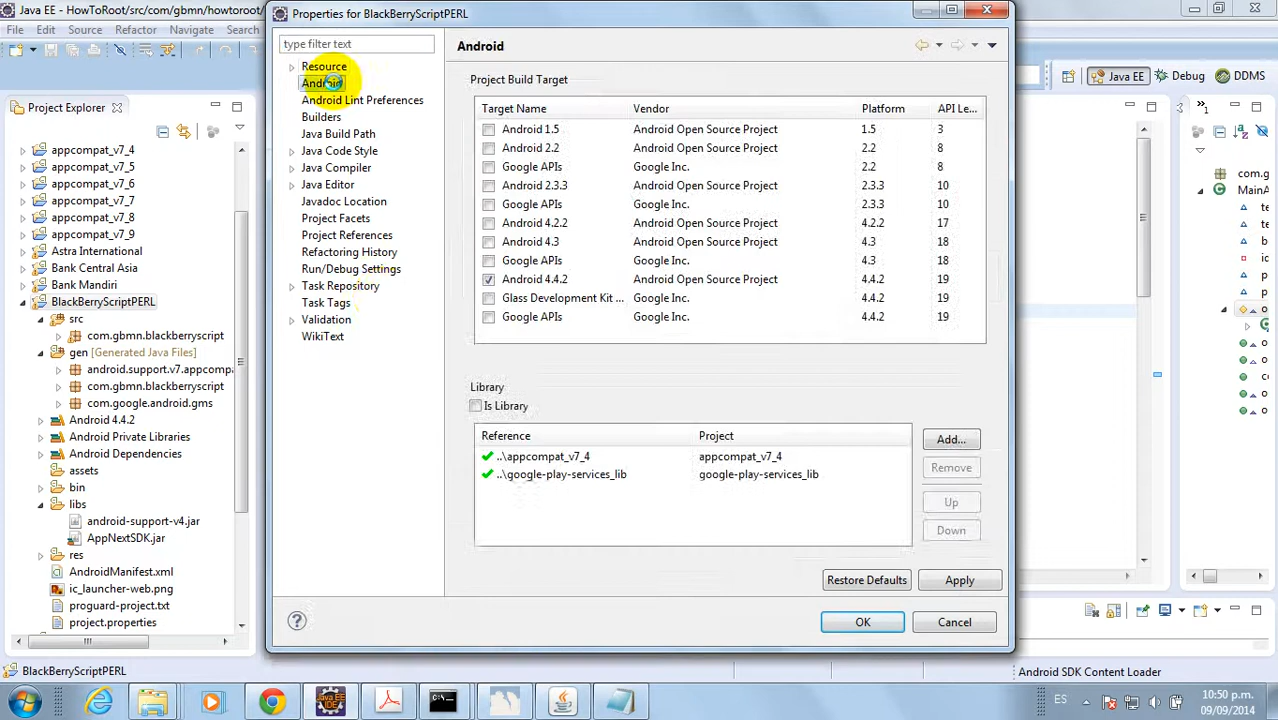 Java EE - HowToRoot/src/com/gbmn/howtoroot/
File Edit Source Refactor Navigate Search
Java EE Debug DDMS
Project Explorer
appcompat_v7_4
appcompat_v7_5
appcompat_v7_6
appcompat_v7_7
appcompat_v7_8
appcompat_v7_9
Astra International
Bank Central Asia
Bank Mandiri
BlackBerryScriptPERL
src
com.gbmn.blackberryscript
gen [Generated Java Files]
android.support.v7.appcompa
com.gbmn.blackberryscript
com.google.android.gms
Android 4.4.2
Android Private Libraries
Android Dependencies
assets
bin
libs
android-support-v4.jar
AppNextSDK.jar
res
AndroidManifest.xml
ic_launcher-web.png
proguard-project.txt
project.properties
Properties for BlackBerryScriptPERL
type filter text
Resource
Android
Android Lint Preferences
Builders
Java Build Path
Java Code Style
Java Compiler
Java Editor
Javadoc Location
Project Facets
Project References
Refactoring History
Run/Debug Settings
Task Repository
Task Tags
Validation
WikiText
Android
Project Build Target
Target Name Vendor Platform API Le...
Android 1.5 Android Open Source Project 1.5 3
Android 2.2 Android Open Source Project 2.2 8
Google APIs Google Inc. 2.2 8
Android 2.3.3 Android Open Source Project 2.3.3 10
Google APIs Google Inc. 2.3.3 10
Android 4.2.2 Android Open Source Project 4.2.2 17
Android 4.3 Android Open Source Project 4.3 18
Google APIs Google Inc. 4.3 18
Android 4.4.2 Android Open Source Project 4.4.2 19
Glass Development Kit ... Google Inc. 4.4.2 19
Google APIs Google Inc. 4.4.2 19
Library
Is Library
Reference Project
..\appcompat_v7_4 appcompat_v7_4
..\google-play-services_lib google-play-services_lib
Add...
Remove
Up
Down
Restore Defaults Apply
OK Cancel
com.g
MainA
BlackBerryScriptPERL
Android SDK Content Loader
ES
10:50 p.m.
09/09/2014